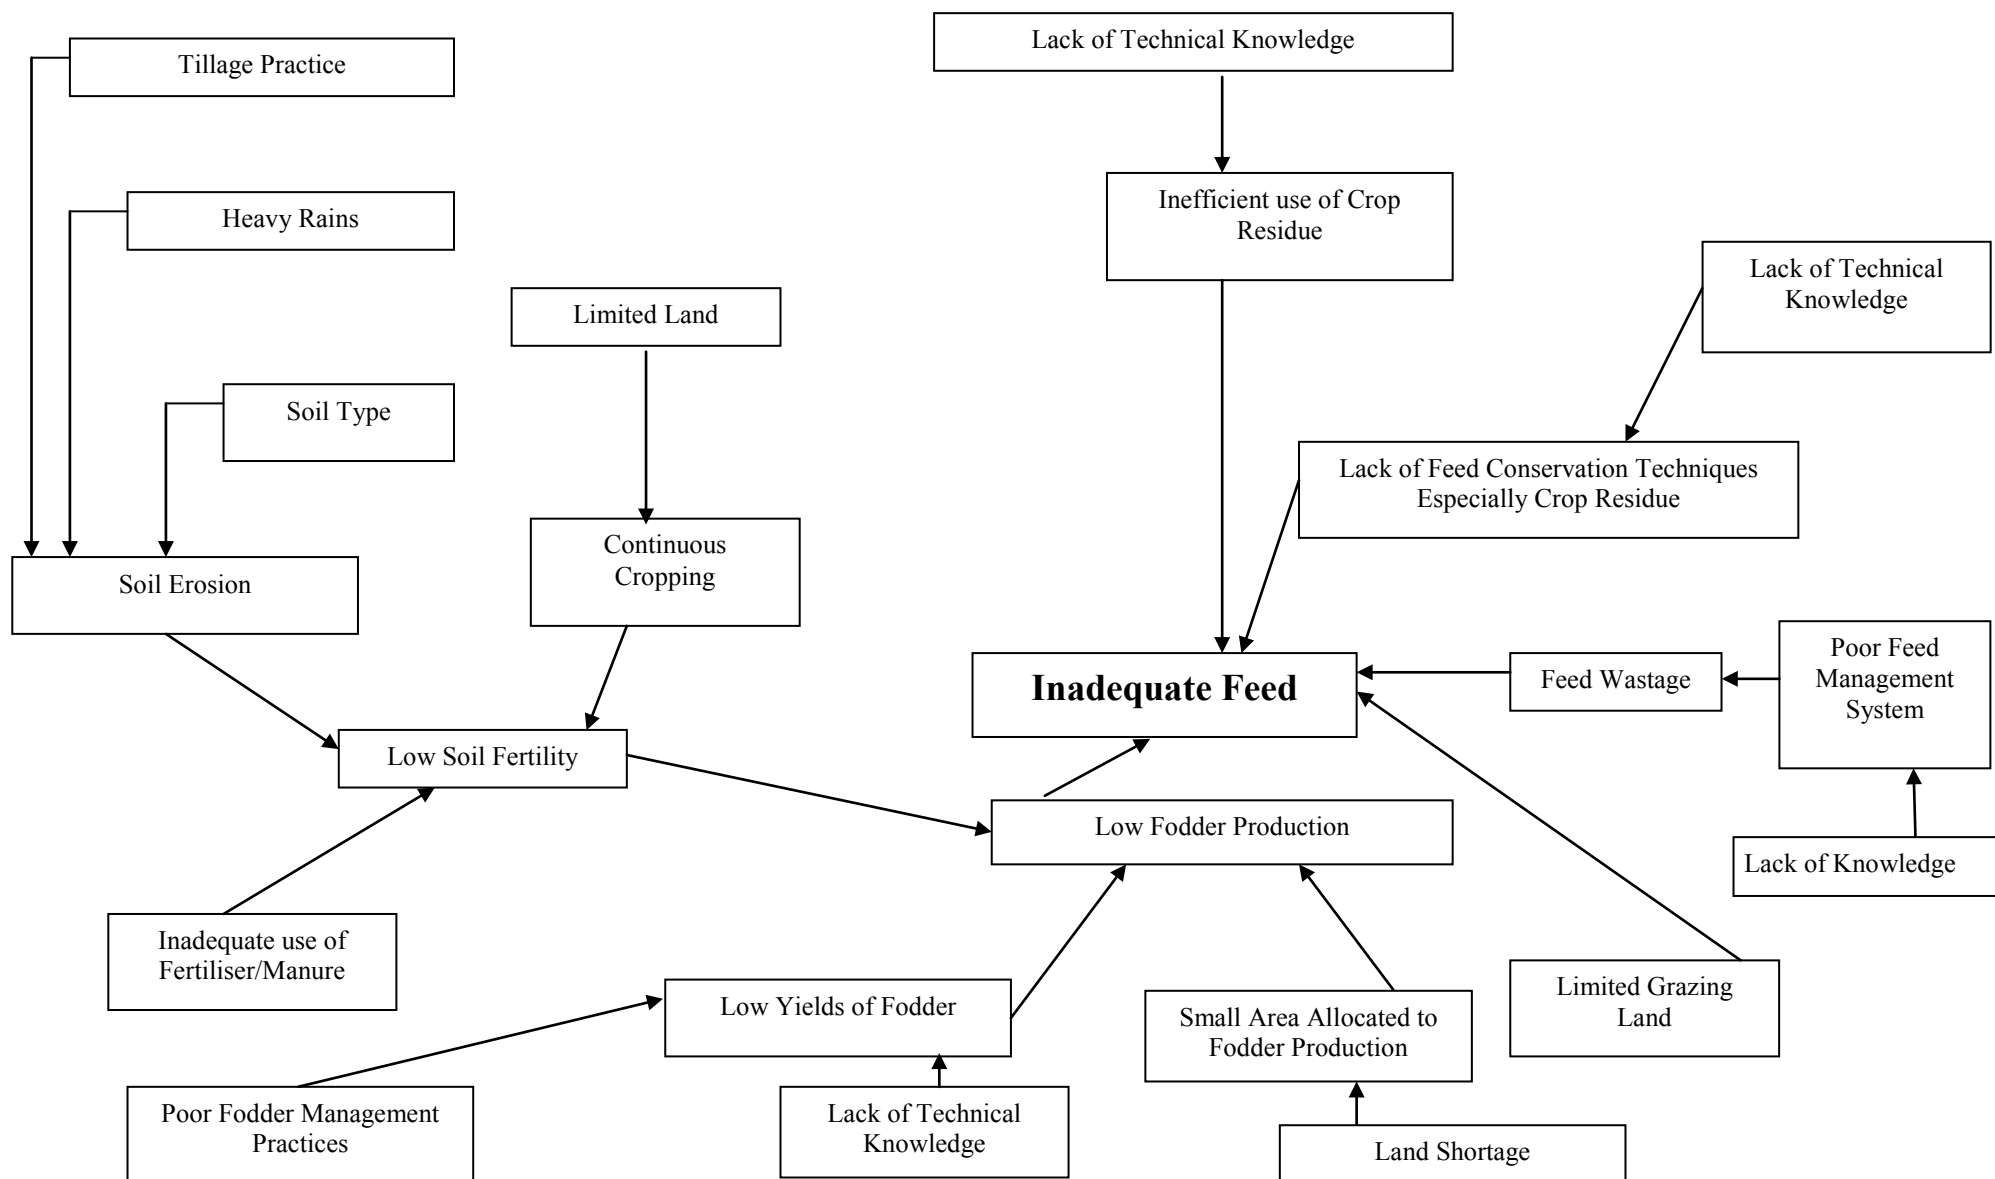 Lack of Technical Knowledge
Tillage Practice
Inefficient use of Crop
Residue
Heavy Rains
Lack of Technical
Knowledge
Limited Land
Soil Type
Lack of Feed Conservation Techniques
Especially Crop Residue
Continuous
Cropping
Soil Erosion
Poor Feed
Management
System
Inadequate Feed
Feed Wastage
Low Soil Fertility
Low Fodder Production
Lack of Knowledge
Inadequate use of
Fertiliser/Manure
Low Yields of Fodder
Small Area Allocated to
Fodder Production
Limited Grazing
Land
Poor Fodder Management
Practices
Lack of Technical
Knowledge
Land Shortage